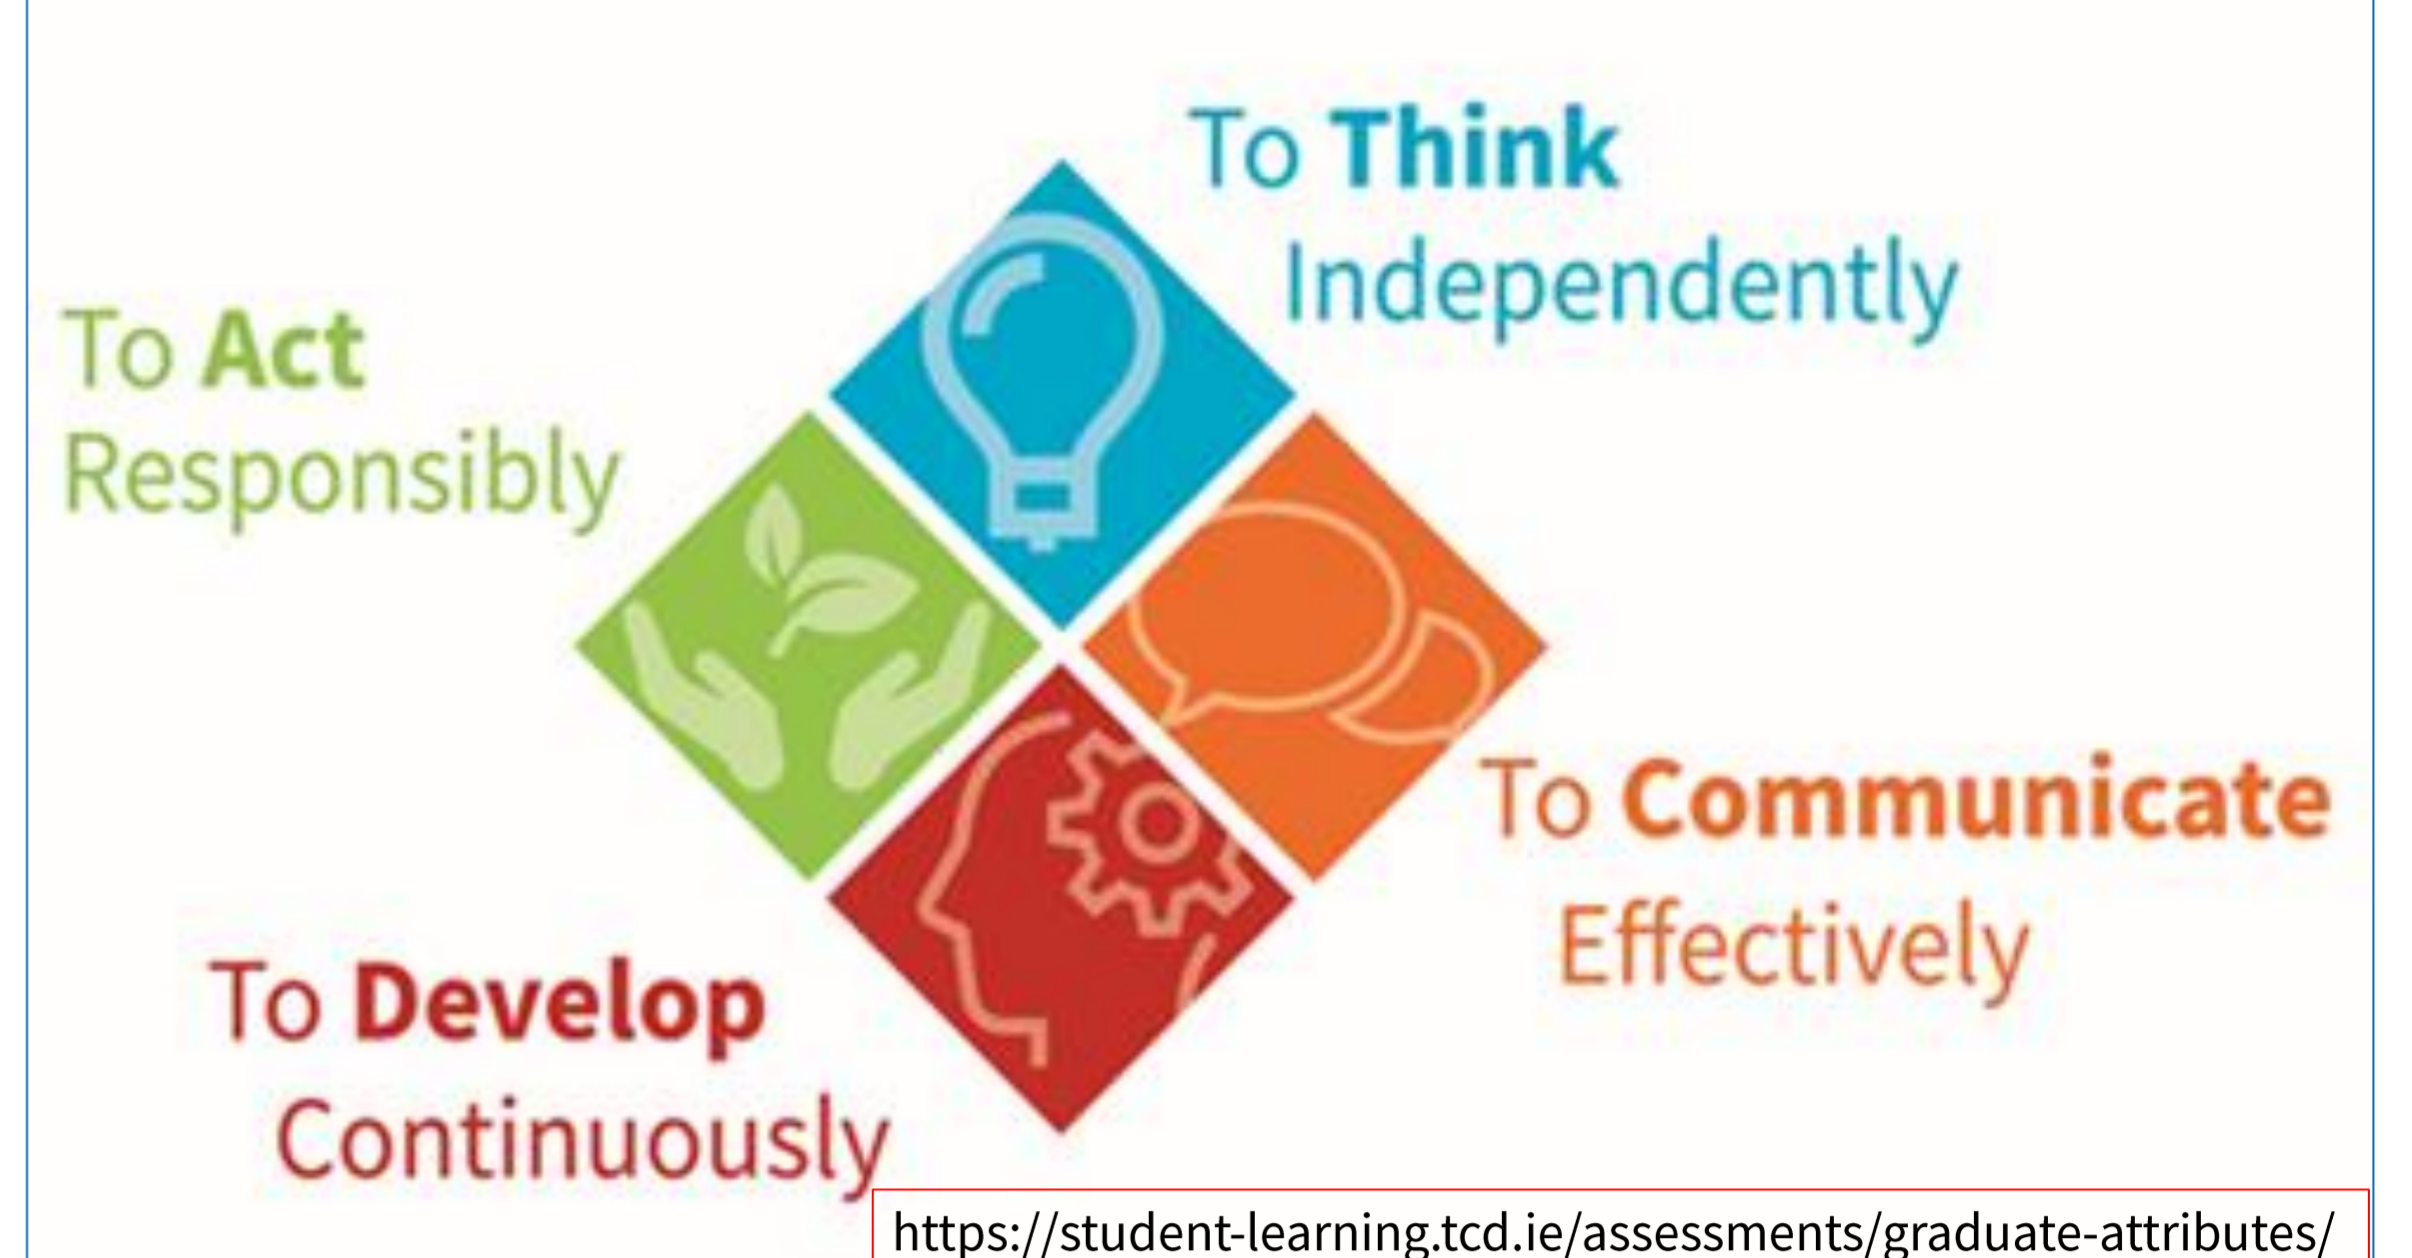 To Think
Independently
To Act
Responsibly
To Communicate
Effectively
To Develop
Continuously
https://student-learning.tcd.ie/assessments/graduate-attributes/